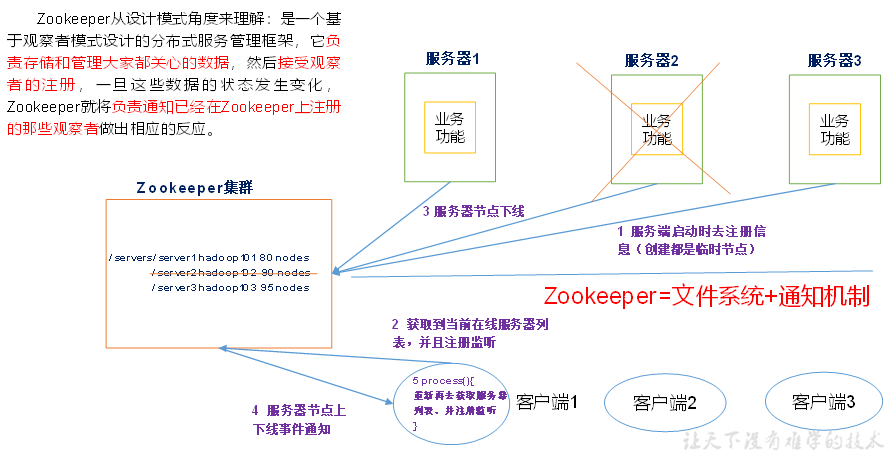 Zookeeper从设计模式角度来理解：是一个基
于观察者模式设计的分布式服务管理框架，它负
责存储和管理大家都关心的数据，然后接受观察
者的注册，一旦这些数据的状态发生变化，
Zookeeper就将负责通知已经在Zookeeper上注册
的那些观察者做出相应的反应。
服务器1
服务器2
服务器3
业务
功能
业务
功能
业务
功能
Zookeeper集群
/servers/server1 hadoop101 80 nodes
/server2 hadoop102 90 nodes
/server3 hadoop103 95 nodes
3 服务器节点下线
1 服务端启动时去注册信
息（创建都是临时节点）
Zookeeper=文件系统+通知机制
2 获取到当前在线服务器列
表，并且注册监听
4 服务器节点上
下线事件通知
5 process(){
重新再去获取服务器
列表、并注册监听
}
客户端1
客户端2
客户端3
让天下没有难学的技术